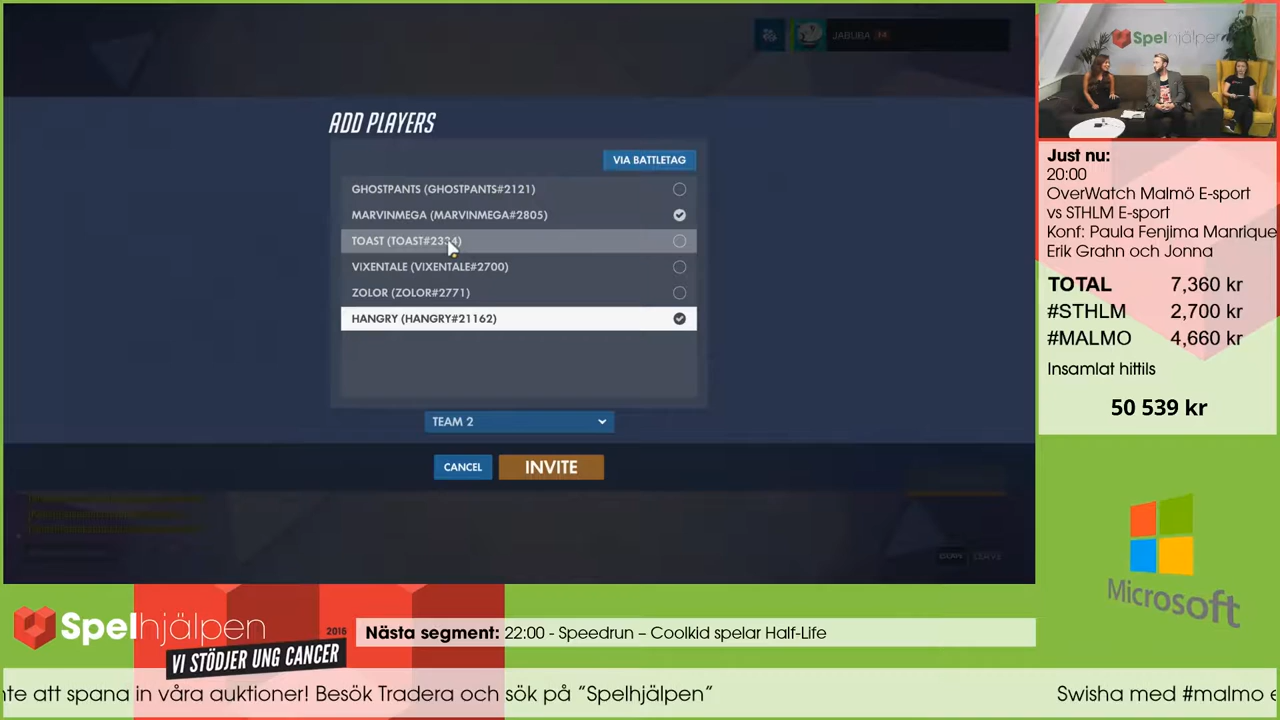 JABUBA
ADD PLAYERS
VIA BATTLETAG
GHOSTPANTS (GHOSTPANTS#2121)
MARVINMEGA (MARVINMEGA#2805)
TOAST (TOAST#2334)
VIXENTALE (VIXENTALE#2700)
ZOLOR (ZOLOR#2771)
HANGRY (HANGRY#21162)
TEAM 2
CANCEL
INVITE
Spelhjälpen
Just nu:
20:00
OverWatch Malmö E-sport
vs STHLM E-sport
Konf: Paula Fenjima Manrique
Erik Grahn och Jonna
TOTAL 7,360 kr
#STHLM 2,700 kr
#MALMO 4,660 kr
Insamlat hittils
50 539 kr
Microsoft
Spelhjälpen
2016
VI STÖDJER UNG CANCER
Nästa segment: 22:00 - Speedrun – Coolkid spelar Half-Life
nte att spana in våra auktioner! Besök Tradera och sök på ”Spelhjälpen” Swisha med #malmo e